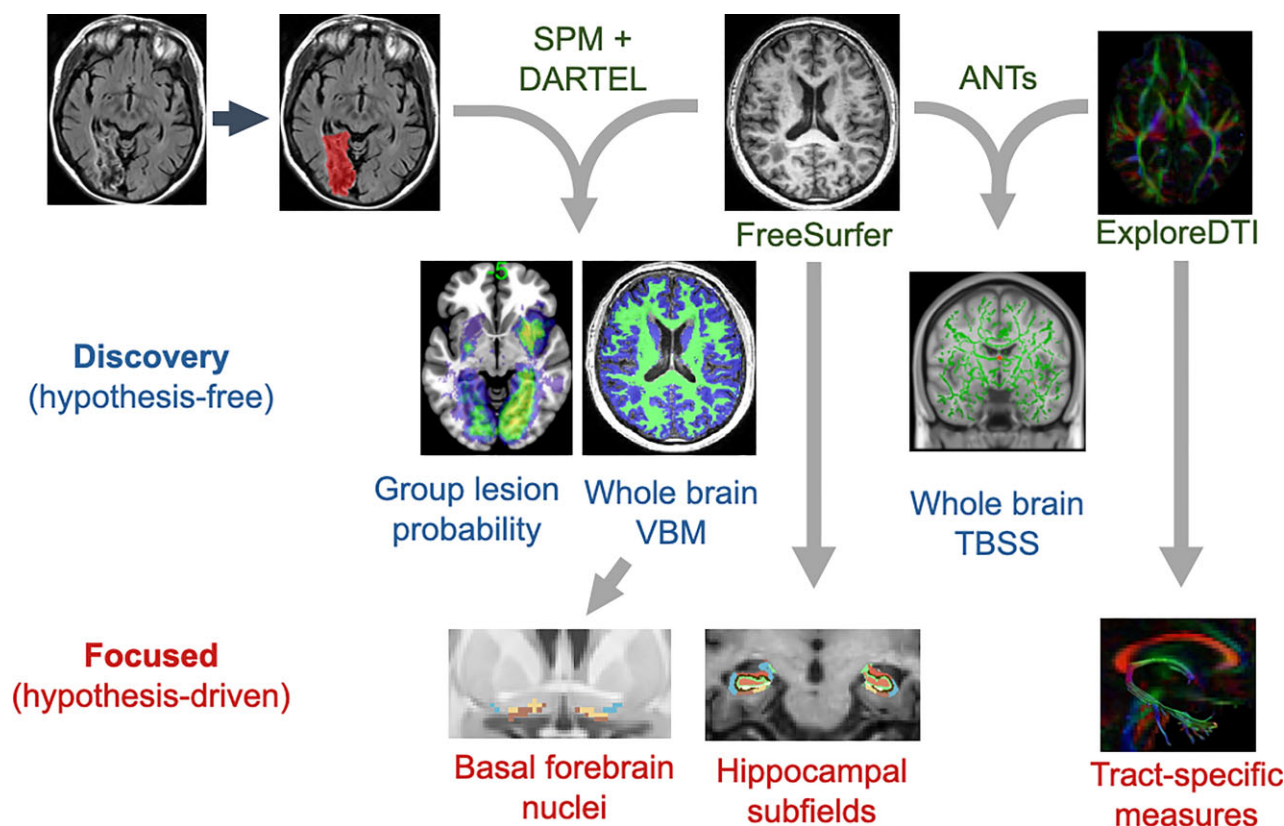 SPM +
DARTEL
ANTs
FreeSurfer
ExploreDTI
-5
Discovery
(hypothesis-free)
Group lesion
probability
Whole brain
VBM
Whole brain
TBSS
Focused
(hypothesis-driven)
Basal forebrain
nuclei
Hippocampal
subfields
Tract-specific
measures